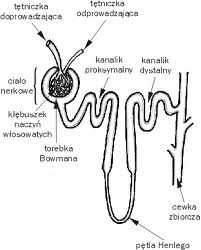 tętniczka
doprowadzająca
tętniczka
odprowadzająca
kanalik
proksymalny
kanalik
dystalny
ciało
nerkowe
kłębuszek
naczyń
włosowatych
torebka
Bowmana
cewka
zbiorcza
pętla Henlego